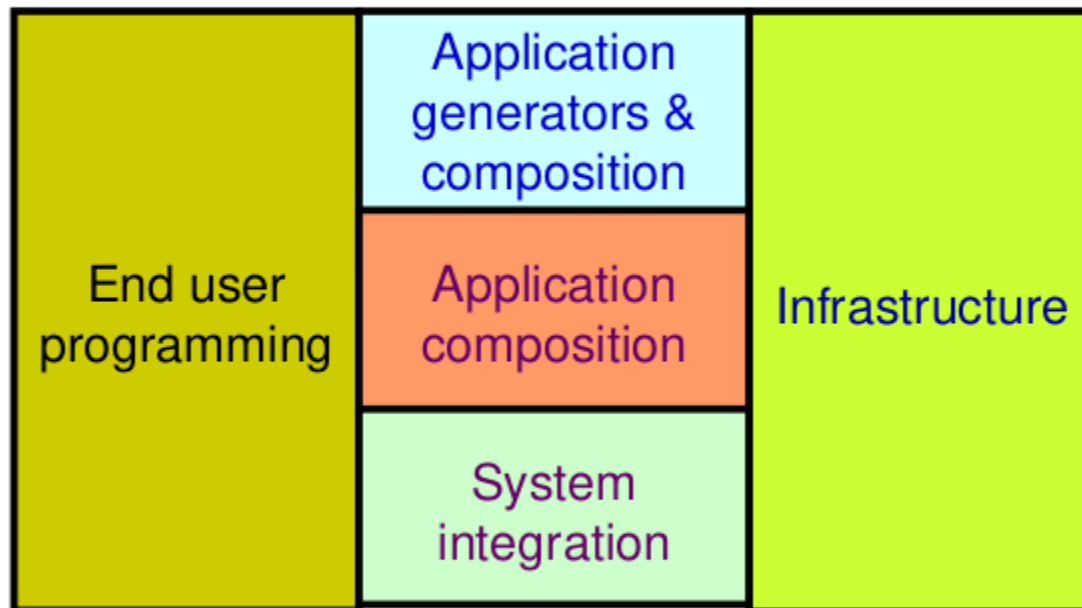 End user
programming
Application
generators &
composition
Application
composition
System
integration
Infrastructure